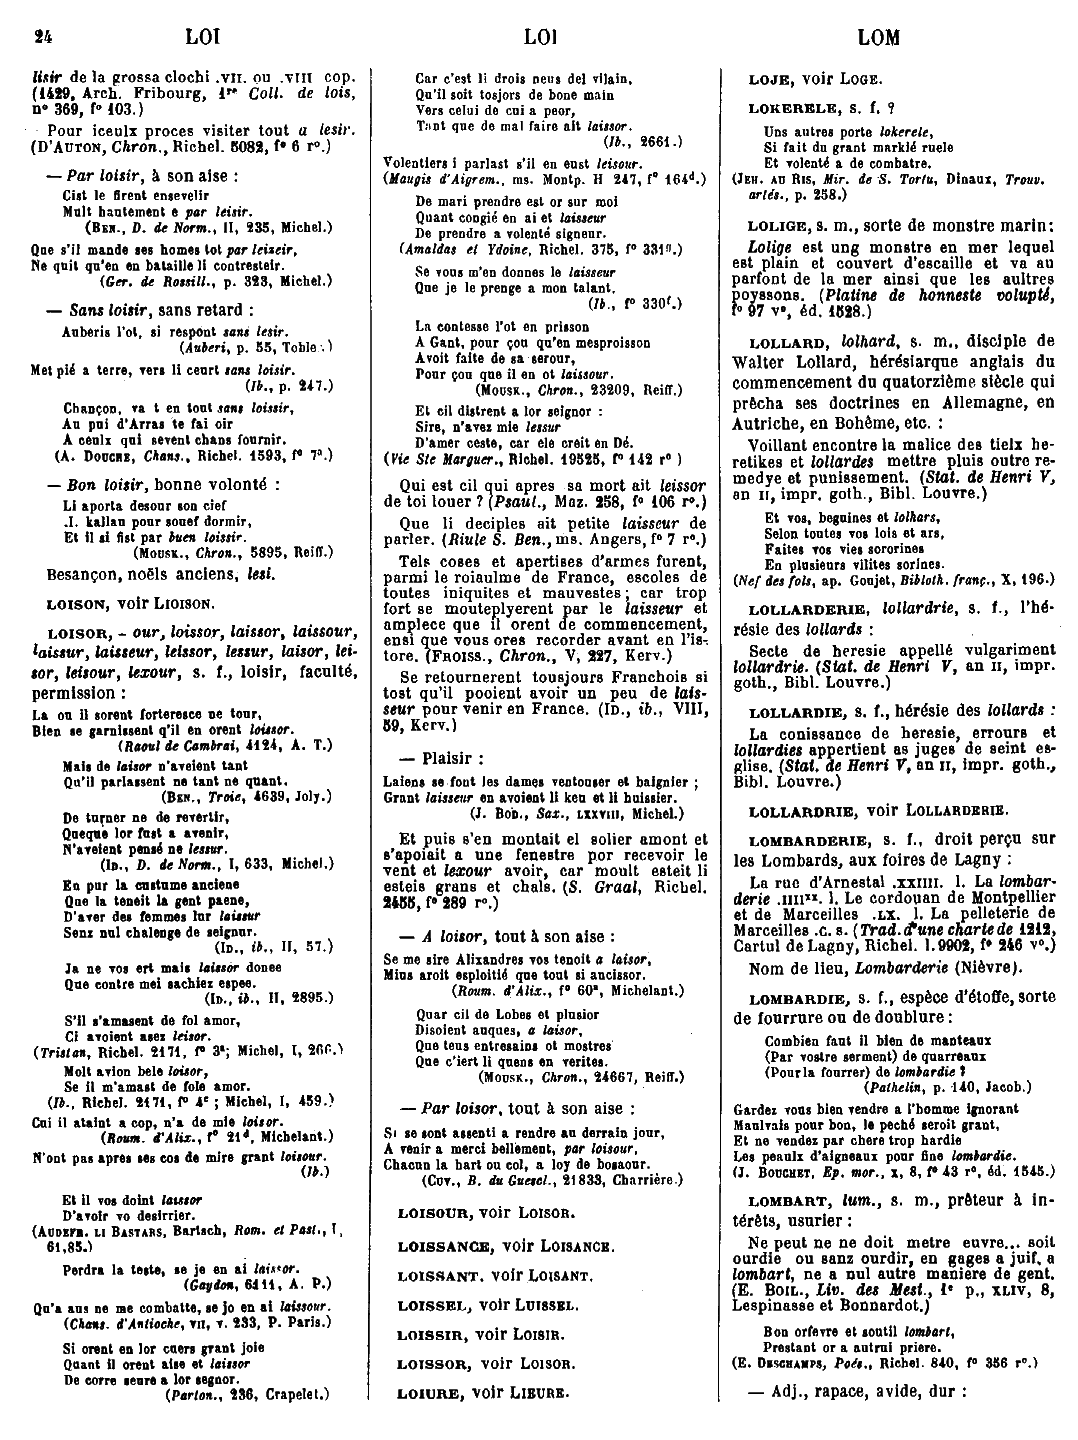 24 LOI LOI LOM
lisir de la grossa clochi .VII. ou .VIII cop.
(1429, Arch. Fribourg, 1re Coll. de lois,
n° 369, f° 103.)
Pour iceulx proces visiter tout a lesir.
(D'AUTON, Chron., Richel. 5082, f° 6 r°.)
— Par loisir, à son aise :
Cist le firent ensevelir
Mult hautement e par leisir.
(BEN., D. de Norm., II, 235, Michel.)
Que s'il mande ses homes tot par leizeir,
Ne quit qu'en en bataille li contresteir.
(Ger. de Rossill., p. 323, Michel.)
— Sans loisir, sans retard :
Auberis l'ot, si respont sans lesir.
(Auberi, p. 55, Tobler.)
Met pié a terre, vers li ceurt sans loisir.
(Ib., p. 247.)
Chançon, va t en tout sans loissir,
Au pui d'Arras te fai oir
A ceulx qui sevent chans fournir.
(A. DOUCHE, Chans., Richel. 1593, f° 7a.)
— Bon loisir, bonne volonté :
Li aporta desour son cief
.I. kallau pour souef dormir,
Et il si fist par buen loissir.
(MOUSK., Chron., 5895, Reiff.)
Besançon, noëls anciens, lesi.
LOISON, voir LIOISON.
LOISOR, - our, loissor, laissor, laissour,
laissur, laisseur, leissor, lessur, laisor, lei-
sor, leisour, lexour, s. f., loisir, faculté,
permission :
La ou il sorent forteresce ne tour,
Bien se garnissent q'il en orent loissor.
(Raoul de Cambrai, 4124, A. T.)
Mais de laisor n'aveient tant
Qu'il parlassent ne tant ne quant.
(BEN., Troie, 4639, Joly.)
De turner ne de revertir,
Queque lor fust a avenir,
N'aveient pensé ne lessur.
(ID., D. de Norm., I, 633, Michel.)
En pur la custume anciene
Que la teneit la gent paene,
D'aver des femmes lur laissur
Senz nul chalenge de seignur.
(ID., ib., II, 57.)
Ja ne vos ert mais laissor donee
Que contre mei sachiez espee.
(ID., ib., II, 2895.)
S'il s'amasent de fol amor,
Ci avoient asez leisor.
(Tristan, Richel. 2171, f° 3a; Michel, I, 266.)
Molt avion bele loisor,
Se il m'amast de fole amor.
(Ib., Richel. 2171, f° 4c ; Michel, I, 459.)
Cui il ataint a cop, n'a de mie loisor.
(Roum. d'Alix., f° 21d, Michelant.)
N'ont pas apres ses cos de mire grant loisour.
(Ib.)
Et il vos doint laussor
D'avoir vo desirrier.
(AUDEFR. LI BASTARS, Bartsch, Rom. et Past., I,
61,85.)
Perdra la teste, se je en ai laissor.
(Gaydon, 6411, A. P.)
Qu'a aus ne me combatte, se jo en ai laissour.
(Chans. d'Antioche, VII, v. 233, P. Paris.)
Si orent en lor cuers grant joie
Quant il orent aise et laissor
De corre seure a lor segnor.
(Parton., 236, Crapelet.)
Car c'est li drois neus del vilain,
Qu'il soit tosjors de bone main
Vers celui de cui a peor,
Tant que de mal faire ait laissor.
(Ib., 2661.)
Volentiers i parlast s'il en eust leisour.
(Maugis d'Aigrem., ms. Montp. H 247, f° 164d.)
De mari prendre est or sur moi
Quant congié en ai et laisseur
De prendre a volenté signeur.
(Amaldas et Ydoine, Richel. 375, f° 331a.)
Se vous m'en donnes le laisseur
Que je le prenge a mon talant.
(Ib., f° 330f.)
La contesse l'ot en prison
A Gant, pour çou qu'en mesproisson
Avoit faite de sa serour,
Pour çou que il en ot laissour.
(MOUSK., Chron., 23209, Reiff.)
Et cil distrent a lor seignor :
Sire, n'avez mie lessur
D'amer ceste, car ele creit en Dé.
(Vie Ste Marguer., Richel. 19525, f° 142 r°)
Qui est cil qui apres sa mort ait leissor
de toi louer ? (Psaut., Maz. 258, f° 106 r°.)
Que li deciples ait petite laisseur de
parler. (Riule S. Ben., ms. Angers, f° 7 r°.)
Tels coses et apertises d'armes furent,
parmi le roiaulme de France, escoles de
toutes iniquites et mauvestes ; car trop
fort se mouteplyerent par le laisseur et
amplece que il orent de commencement,
ensi que vous ores recorder avant en l'is-
tore. (FROISS., Chron., V, 227, Kerv.)
Se retournerent tousjours Franchois si
tost qu'il pooient avoir un peu de lais-
seur pour venir en France. (ID., ib., VIII,
59, Kerv.)
— Plaisir :
Laiens se font les dames ventouser et baignier ;
Grant laisseur en avoient li keu et li huissier.
(J. BOD., Sax., LXXVIII, Michel.)
Et puis s'en montait el solier amont et
s'apoiait a une fenestre por recevoir le
vent et lexour avoir, car moult esteit li
esteis grans et chals. (S. Graal, Richel.
2455, f° 289 r°.)
— A loisor, tout à son aise :
Se me sire Alixandres vos tenoit a laisor,
Mius aroit esploitié que tout si ancissor.
(Roum. d'Alix., f° 60a, Michelant.)
Quar cil de Lobes et plusior
Disoient auques, a laisor,
Que teus entresains ot mostres
Que c'iert li quens en verites.
(MOUSK., Chron., 24667, Reiff.)
— Par loisor, tout à son aise :
Si se sont assenti a rendre au derrain jour,
A venir a merci bellement, par loisour,
Chacun la hart ou col, a loy de bosaour.
(CUV., B. du Guescl., 21833, Charrière.)
LOISOUR, voir LOISOR.
LOISSANCE, voir LOISANCE.
LOISSANT, voir LOISANT.
LOISSEL, voir LUISSEL.
LOISSIR, voir LOISIR.
LOISSOR, voir LOISOR.
LOIURE, voir LIEURE.
LOJE, voir LOGE.
LOKERELE, s. f. ?
Uns autres porte lokerele,
Si fait du grant marklé ruele
Et volenté a de combatre.
(JEH. AU RIS, Mir. de S. Tortu, Dinaux, Trouv.
artés., p. 258.)
LOLIGE, s. m., sorte de monstre marin:
Lolige est ung monstre en mer lequel
est plain et couvert d'escaille et va au
parfont de la mer ainsi que les aultres
poyssons. (Platine de honneste volupté,
f° 97 v°, éd. 1528.)
LOLLARD, lolhard, s. m., disciple de
Walter Lollard, hérésiarque anglais du
commencement du quatorzième siècle qui
prêcha ses doctrines en Allemagne, en
Autriche, en Bohême, etc. :
Voillant encontre la malice des tielx he-
retikes et lollardes mettre pluis outre re-
medye et punissement. (Stat. de Henri V,
an II, impr. goth., Bibl. Louvre.)
Et vos, beguines et lolhars,
Selon toutes vos lois et ars,
Faites vos vies sororines
En plusieurs vilites sorines.
(Nef des fols, ap. Goujet, Biblioth. franç., X, 196.)
LOLLARDERIE, lollardrie, s. f., l'hé-
résie des lollards :
Secte de heresie appellé vulgariment
lollardrie. (Stat. de Henri V, an II, impr.
goth., Bibl. Louvre.)
LOLLARDIE, s. f., hérésie des lollards :
La conissance de heresie, errours et
lollardies appertient as juges de seint es-
glise. (Stat. de Henri V, an II, impr. goth.,
Bibl. Louvre.)
LOLLARDRIE, voir LOLLARDERIE.
LOMBARDERIE, s. f., droit perçu sur
les Lombards, aux foires de Lagny :
La rue d'Arnestal .XXIIII. l. La lombar-
derie .IIIIxx. l. Le cordouan de Montpellier
et de Marceilles .LX. l. La pelleterie de
Marceilles .C. s. (Trad. d'une charte de 1212,
Cartul de Lagny, Richel. l. 9902, f° 246 v°.)
Nom de lieu, Lombarderie (Nièvre).
LOMBARDIE, s. f., espèce d'étoffe, sorte
de fourrure ou de doublure :
Combien faut il bien de manteaux
(Par vostre serment) de quarreaux
(Pour la fourrer) de lombardie ?
(Pathelin, p. 140, Jacob.)
Gardez vous bien vendre a l'homme ignorant
Maulvais pour bon, le peché seroit grant,
Et ne vendez par chere trop hardie
Les peaulx d'aigneaux pour fine lombardie.
(J. BOUCHET, Ep. mor., X, 8, f° 43 r°, éd. 1545.)
LOMBART, lum., s. m., prêteur à in-
térêts, usurier :
Ne peut ne ne doit metre euvre... soit
ourdie ou sanz ourdir, en gages a juif, a
lombart, ne a nul autre maniere de gent.
(E. BOIL., Liv. des Mest., 1e p., XLIV, 8,
Lespinasse et Bonnardot.)
Bon orfevre et soutil lombart,
Prestant or a autrui priere.
(E. DESCHAMPS, Poés., Richel. 840, f° 356 r°.)
— Adj., rapace, avide, dur :